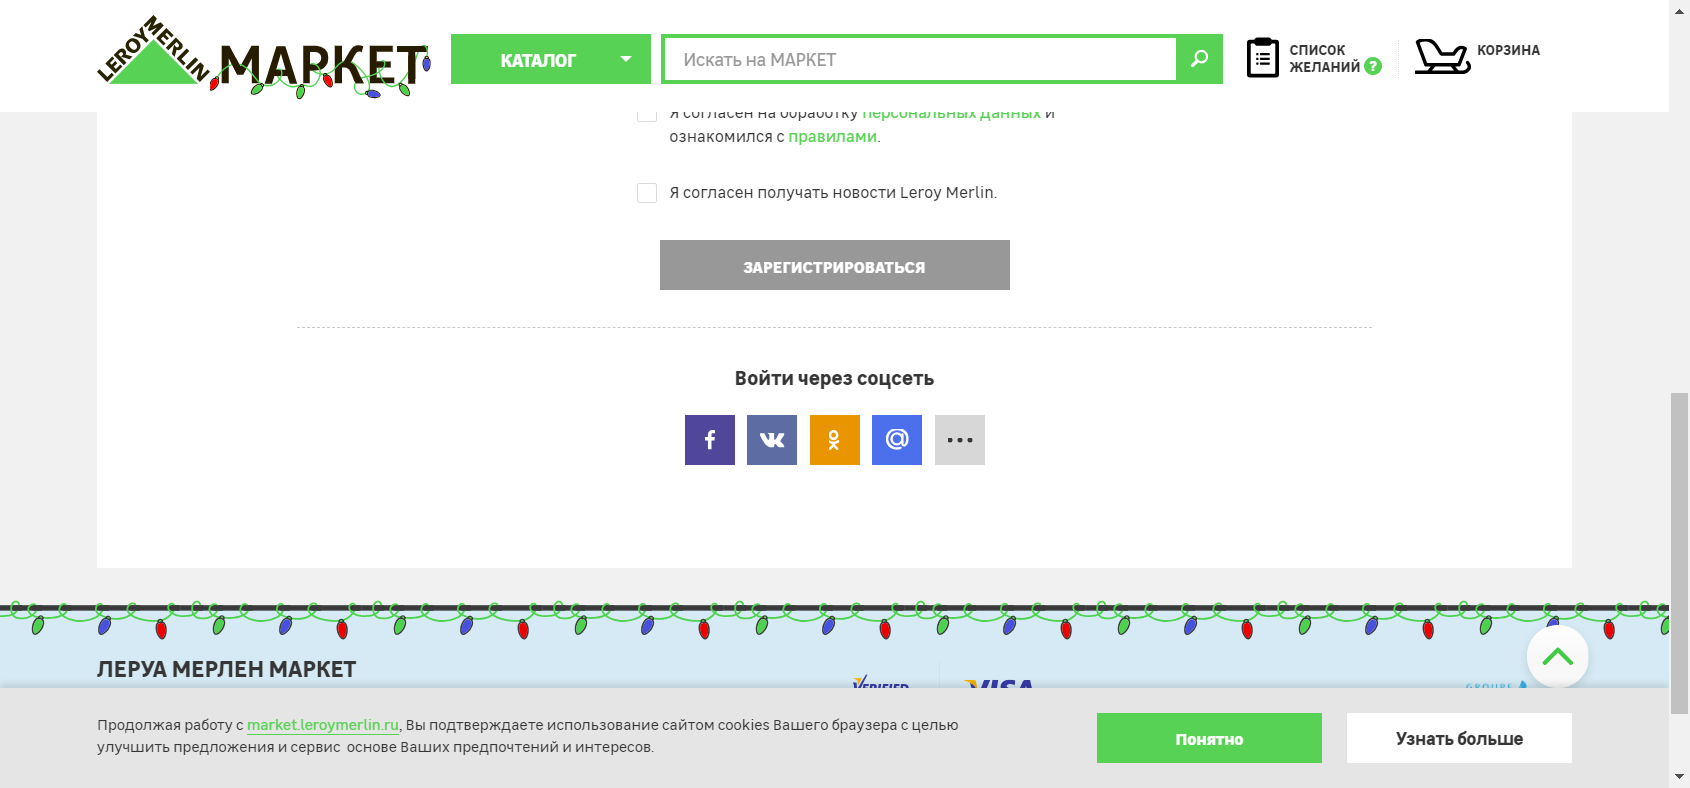 LEROY MERLIN МАРКЕТ
КАТАЛОГ
Искать на МАРКЕТ
СПИСОК
ЖЕЛАНИЙ ?
КОРЗИНА
Я согласен на обработку персональных данных и
ознакомился с правилами.
Я согласен получать новости Leroy Merlin.
ЗАРЕГИСТРИРОВАТЬСЯ
Войти через соцсеть
ЛЕРУА МЕРЛЕН МАРКЕТ
VERIFIED
VISA
GROUPE
Продолжая работу с market.leroymerlin.ru, Вы подтверждаете использование сайтом cookies Вашего браузера с целью
улучшить предложения и сервис основе Ваших предпочтений и интересов.
Понятно
Узнать больше